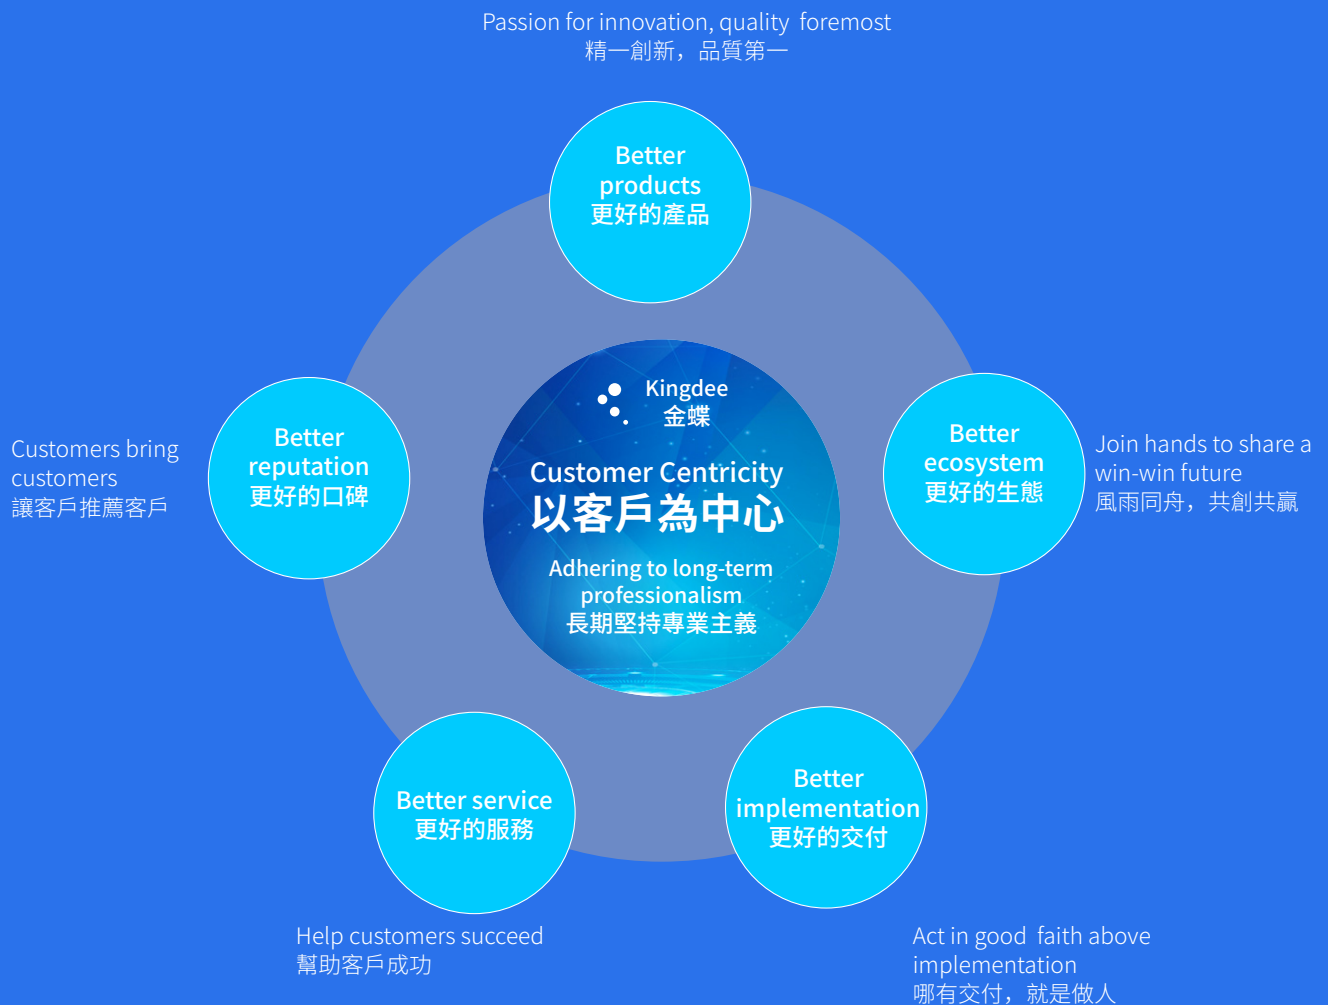 Passion for innovation, quality  foremost
精一創新，品質第一
Better
products
更好的產品
Kingdee
金蝶
Customer Centricity
以客戶為中心
Adhering to long-term
professionalism
長期堅持專業主義
Better
reputation
更好的口碑
Customers bring
customers
讓客戶推薦客戶
Better
ecosystem
更好的生態
Join hands to share a
win-win future
風雨同舟，共創共贏
Better service
更好的服務
Help customers succeed
幫助客戶成功
Better
implementation
更好的交付
Act in good  faith above
implementation
哪有交付，就是做人